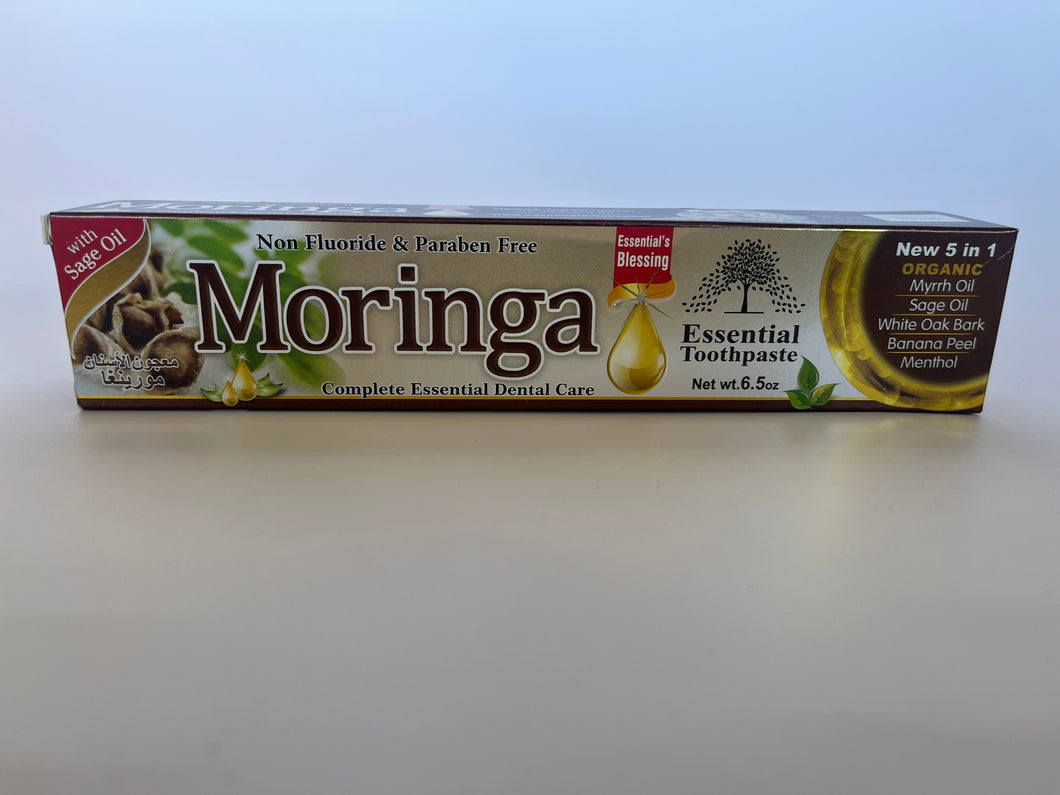 with
Sage Oil
معجون الأسنان
مورينغا
Non Fluoride & Paraben Free
Moringa
Complete Essential Dental Care
Essential's
Blessing
Essential
Toothpaste
Net wt.6.5oz
New 5 in 1
ORGANIC
Myrrh Oil
Sage Oil
White Oak Bark
Banana Peel
Menthol